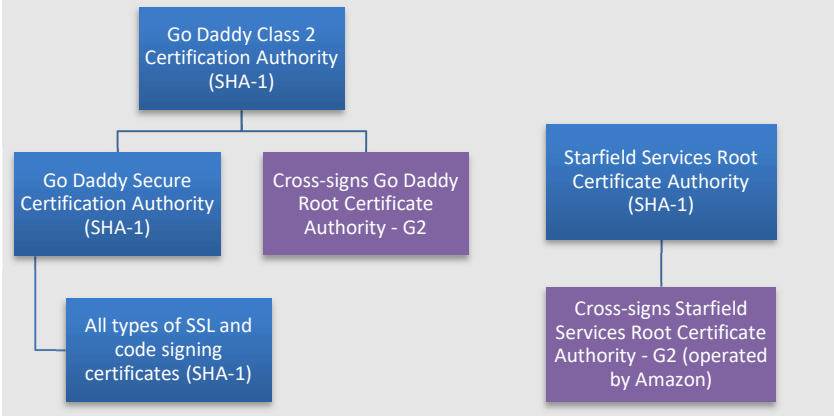 Go Daddy Class 2
Certification Authority
(SHA-1)
Go Daddy Secure
Certification Authority
(SHA-1)
Cross-signs Go Daddy
Root Certificate
Authority - G2
All types of SSL and
code signing
certificates (SHA-1)
Starfield Services Root
Certificate Authority
(SHA-1)
Cross-signs Starfield
Services Root Certificate
Authority - G2 (operated
by Amazon)